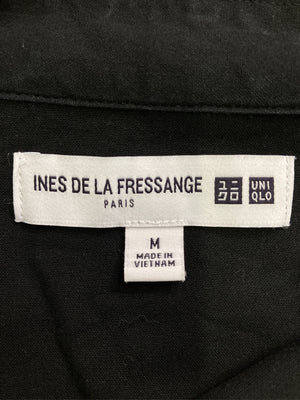 INES DE LA FRESSANGE
PARIS
ユニ
クロ
UNI
QLO
M
MADE IN
VIETNAM